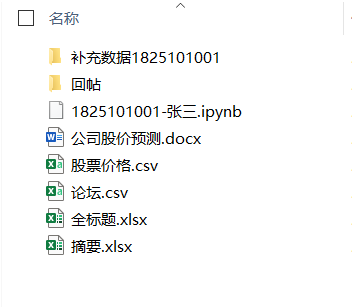 名称
补充数据1825101001
回帖
1825101001-张三.ipynb
公司股价预测.docx
股票价格.csv
论坛.csv
全标题.xlsx
摘要.xlsx